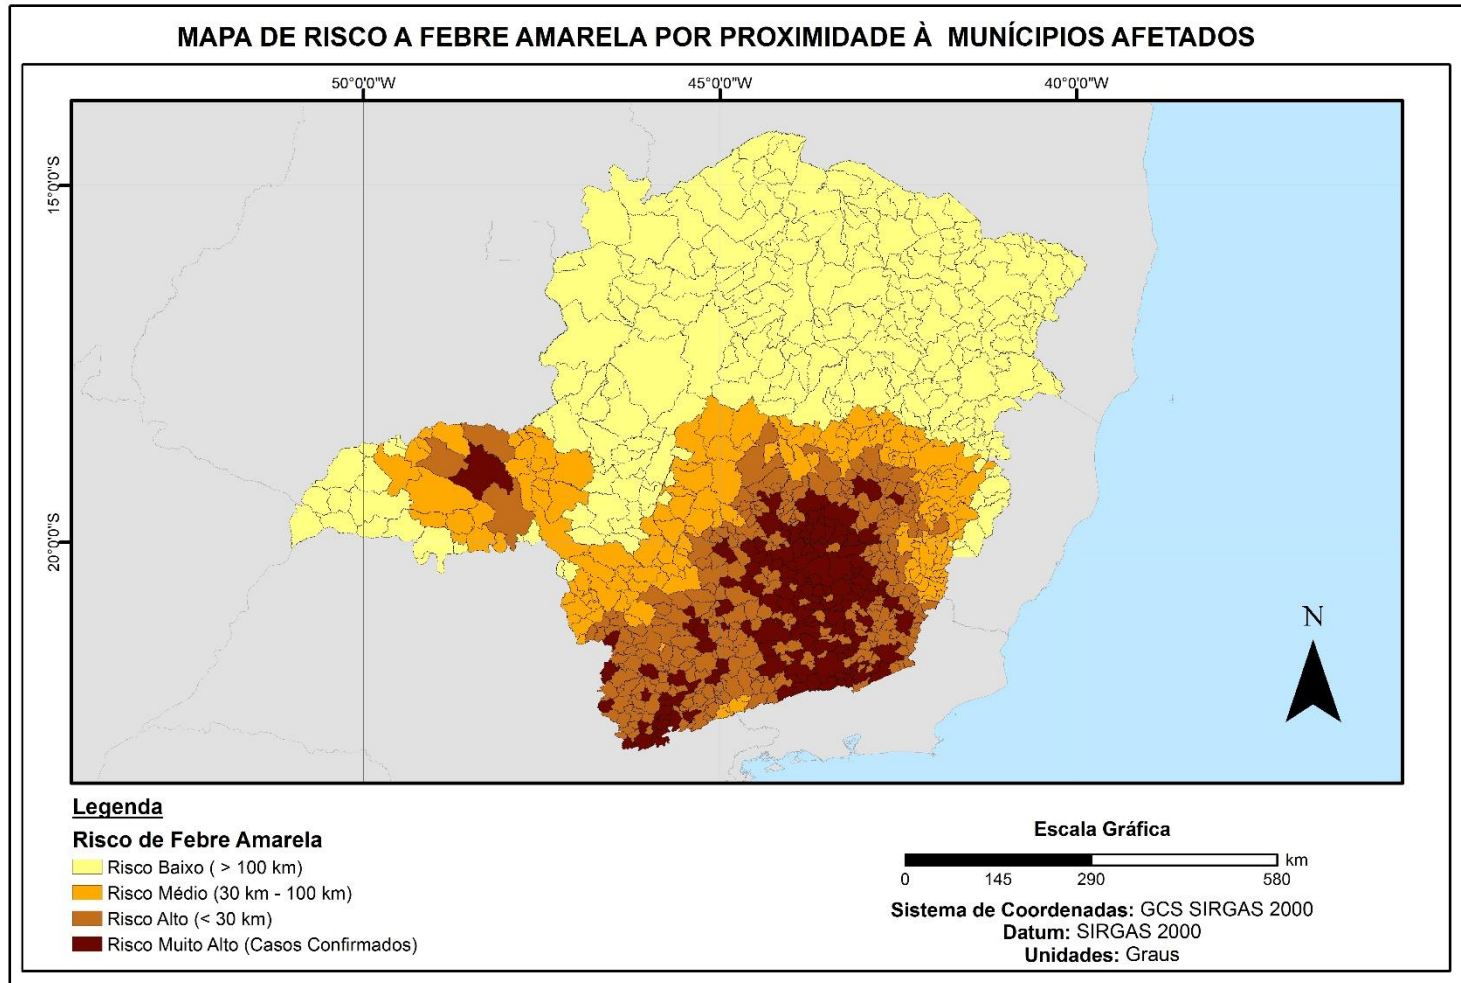 MAPA DE RISCO A FEBRE AMARELA POR PROXIMIDADE À MUNÍCIPIOS AFETADOS
50°0'0"W
45°0'0"W
40°0'0"W
15°0'0"S
20°0'0"S
N
Legenda
Risco de Febre Amarela
Risco Baixo ( > 100 km)
Risco Médio (30 km - 100 km)
Risco Alto (< 30 km)
Risco Muito Alto (Casos Confirmados)
Escala Gráfica
km
0 145 290 580
Sistema de Coordenadas: GCS SIRGAS 2000
Datum: SIRGAS 2000
Unidades: Graus